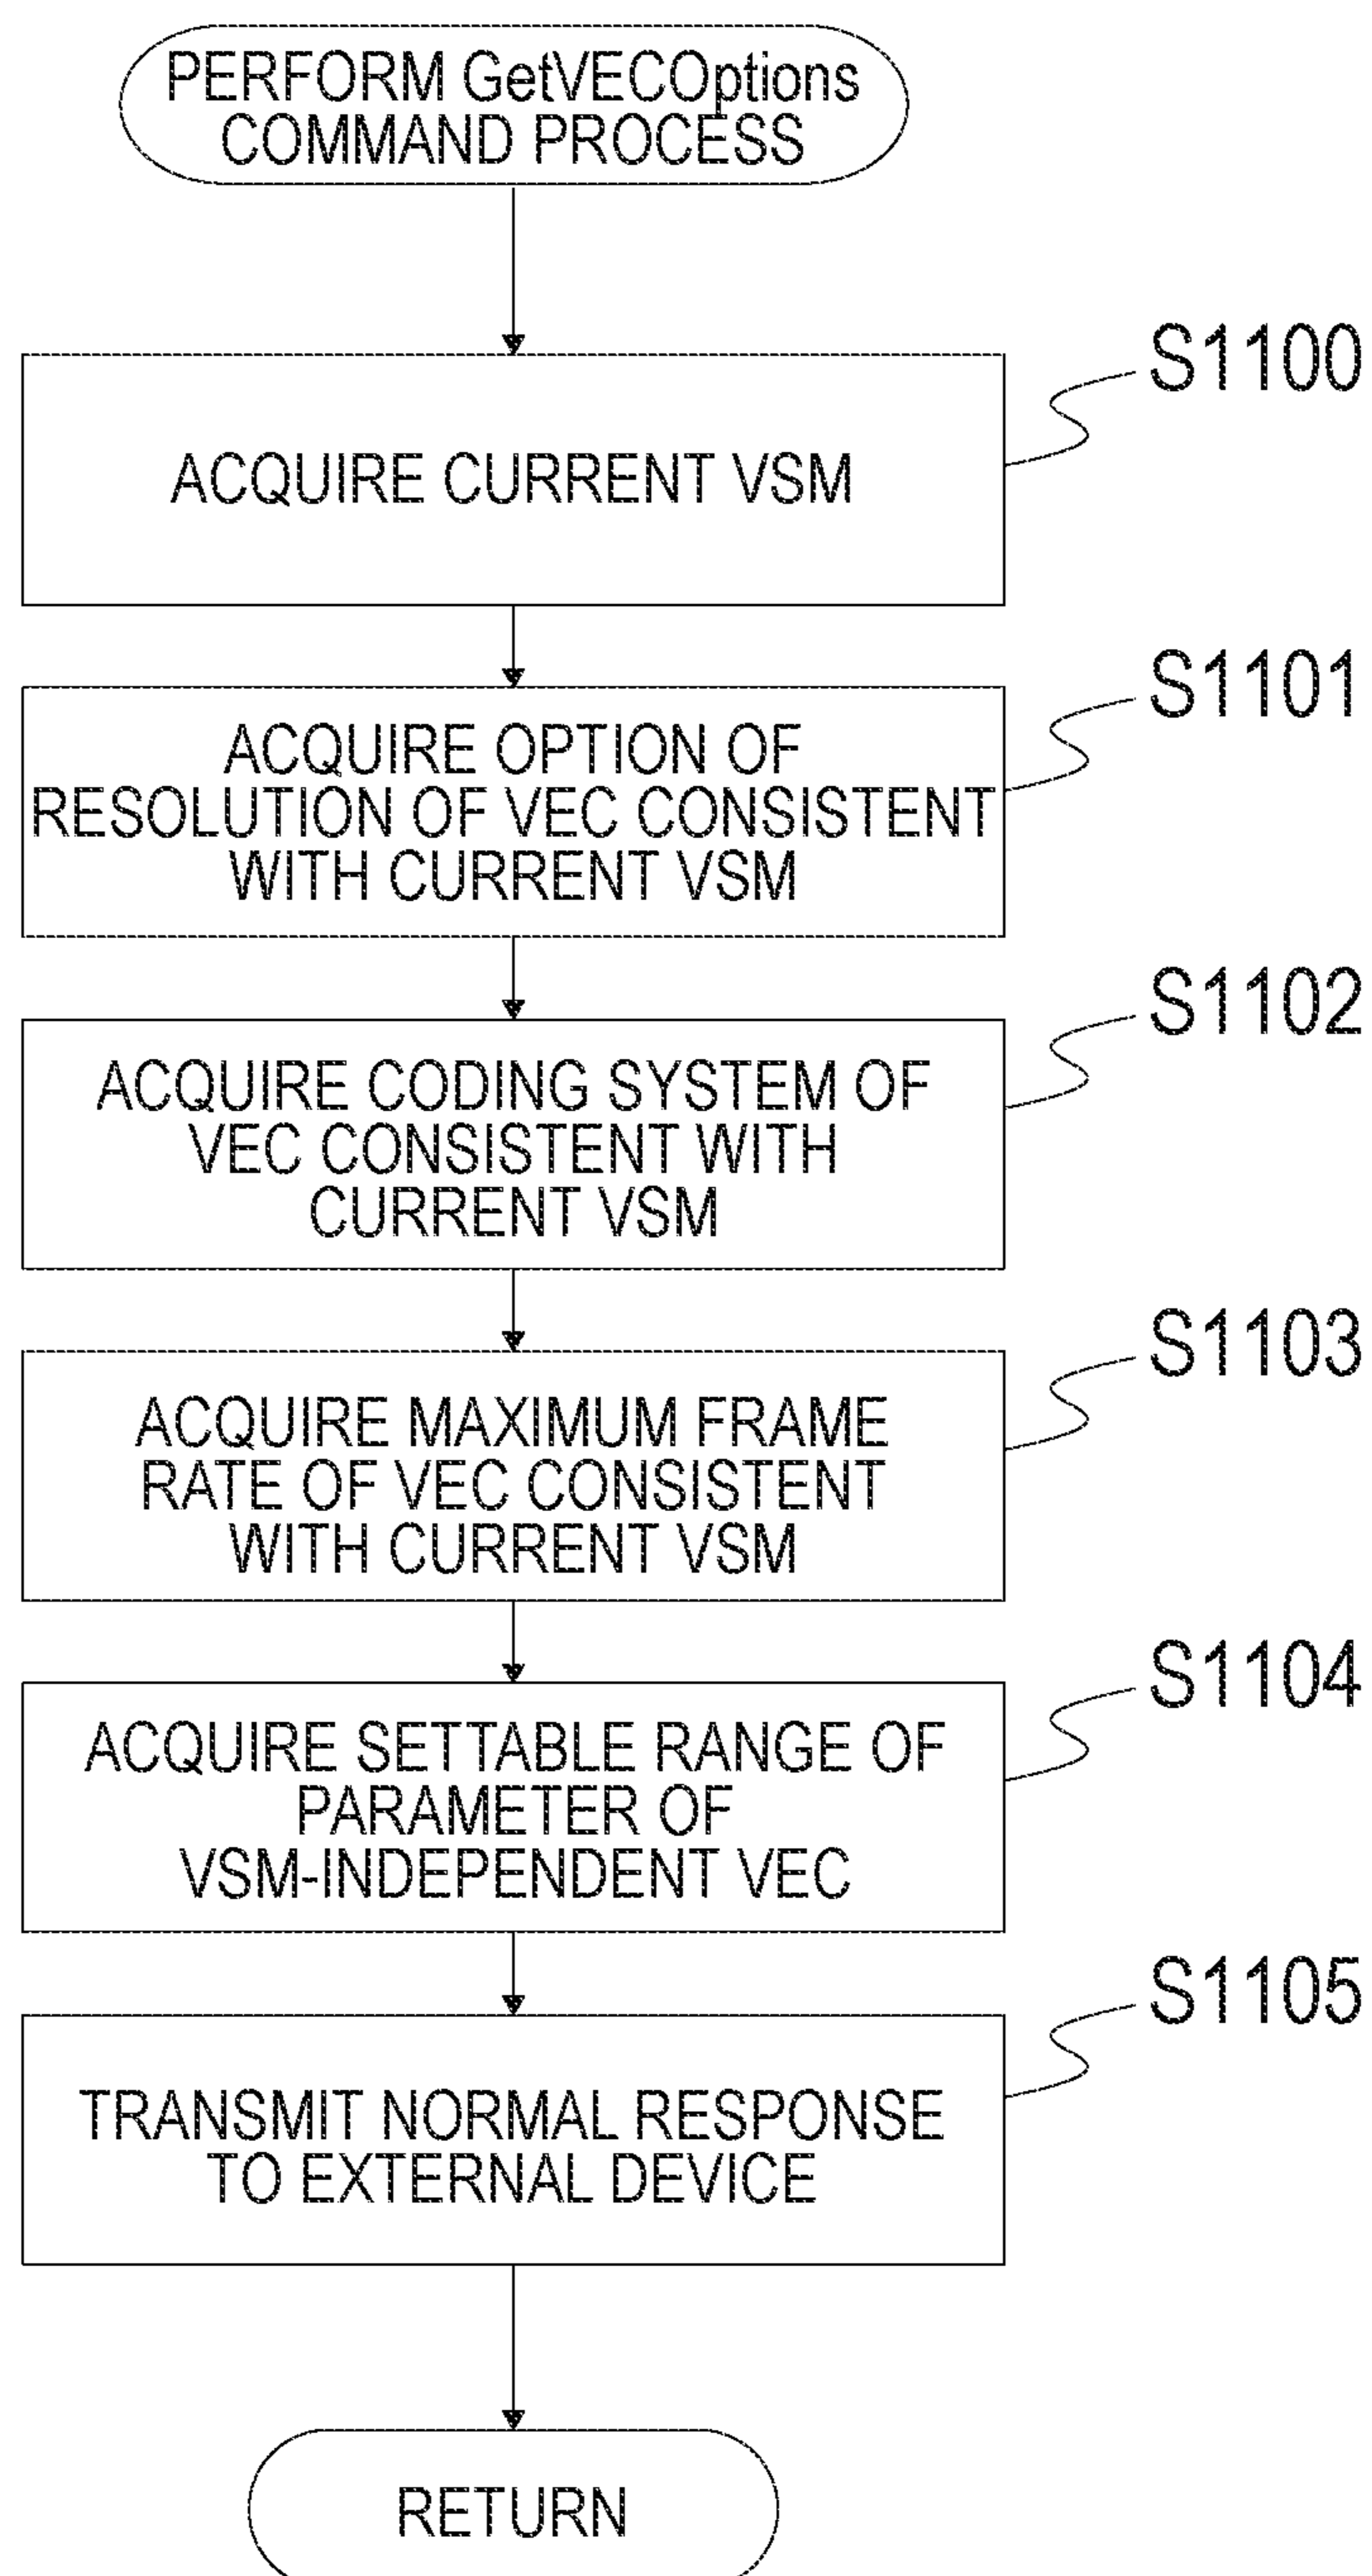 PERFORM GetVECOptions
COMMAND PROCESS
S1100
ACQUIRE CURRENT VSM
S1101
ACQUIRE OPTION OF
RESOLUTION OF VEC CONSISTENT
WITH CURRENT VSM
S1102
ACQUIRE CODING SYSTEM OF
VEC CONSISTENT WITH
CURRENT VSM
S1103
ACQUIRE MAXIMUM FRAME
RATE OF VEC CONSISTENT
WITH CURRENT VSM
S1104
ACQUIRE SETTABLE RANGE OF
PARAMETER OF
VSM-INDEPENDENT VEC
S1105
TRANSMIT NORMAL RESPONSE
TO EXTERNAL DEVICE
RETURN